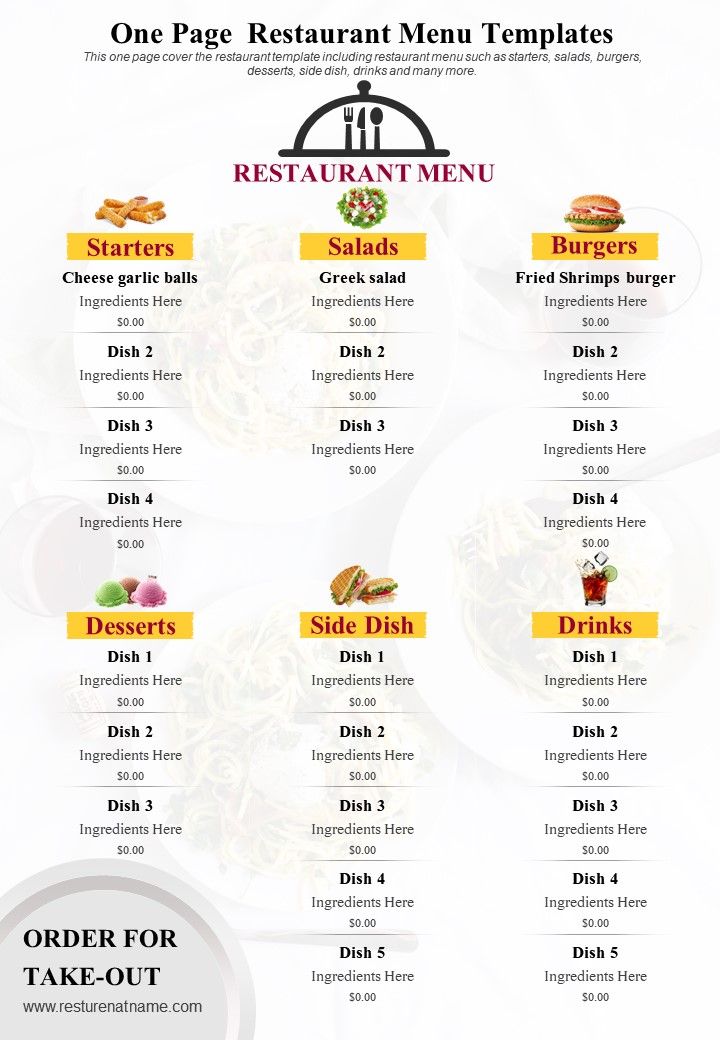 One Page Restaurant Menu Templates
This one page cover the restaurant template including restaurant menu such as starters, salads, burgers,
desserts, side dish, drinks and many more.
RESTAURANT MENU
Starters
Cheese garlic balls
Ingredients Here
$0.00
Dish 2
Ingredients Here
$0.00
Dish 3
Ingredients Here
$0.00
Dish 4
Ingredients Here
$0.00
Salads
Greek salad
Ingredients Here
$0.00
Dish 2
Ingredients Here
$0.00
Dish 3
Ingredients Here
$0.00
Burgers
Fried Shrimps burger
Ingredients Here
$0.00
Dish 2
Ingredients Here
$0.00
Dish 3
Ingredients Here
$0.00
Dish 4
Ingredients Here
$0.00
Desserts
Dish 1
Ingredients Here
$0.00
Dish 2
Ingredients Here
$0.00
Dish 3
Ingredients Here
$0.00
Side Dish
Dish 1
Ingredients Here
$0.00
Dish 2
Ingredients Here
$0.00
Dish 3
Ingredients Here
$0.00
Dish 4
Ingredients Here
$0.00
Dish 5
Ingredients Here
$0.00
Drinks
Dish 1
Ingredients Here
$0.00
Dish 2
Ingredients Here
$0.00
Dish 3
Ingredients Here
$0.00
Dish 4
Ingredients Here
$0.00
Dish 5
Ingredients Here
$0.00
ORDER FOR
TAKE-OUT
www.resturenatname.com